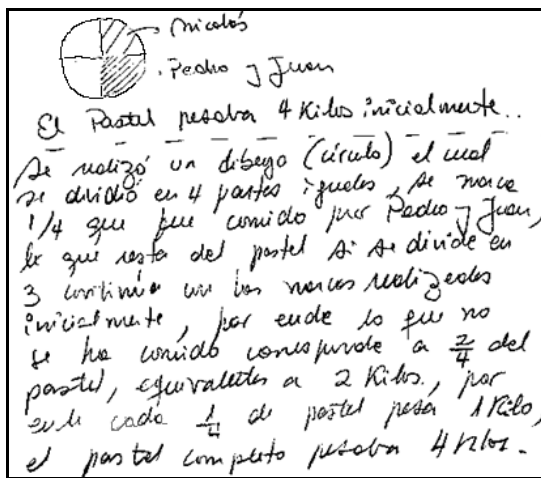 Nicolás
Pedro y Juan
El Pastel pesaba 4 Kilos inicialmente..
Se realizó un dibujo (círculo) el cual
se dividió en 4 partes iguales, se marca
1/4 que fue comido por Pedro y Juan,
lo que resta del pastel si se divide en
3 continúa con las marcas realizadas
inicialmente, por ende lo que no
se ha comido corresponde a 2/4 del
pastel, equivalentes a 2 Kilos., por
ende cada 1/4 de pastel pesa 1 Kilo,
el pastel completo pesaba 4 kilos.